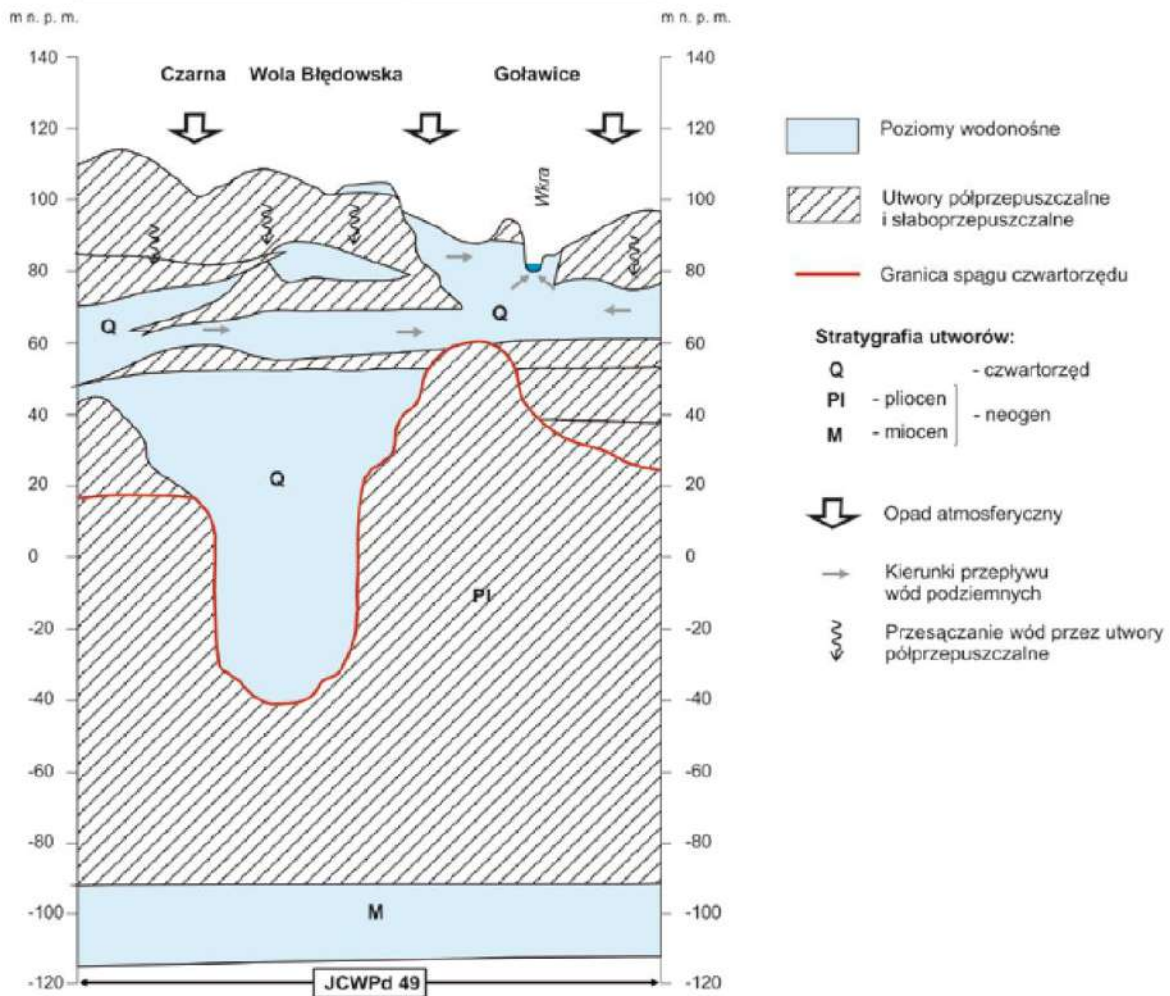 m n. p. m.
m n. p. m.
140
120
100
80
60
40
20
0
-20
-40
-60
-80
-100
-120
Czarna
Wola Błędowska
Goławice
Wkra
Q
Q
Q
Pl
M
JCWPd 49
140
120
100
80
60
40
20
0
-20
-40
-60
-80
-100
-120
Poziomy wodonośne
Utwory półprzepuszczalne
i słaboprzepuszczalne
Granica spągu czwartorzędu
Stratygrafia utworów:
Q - czwartorzęd
Pl - pliocen
- neogen
M - miocen
Opad atmosferyczny
Kierunki przepływu
wód podziemnych
Przesączanie wód przez utwory
półprzepuszczalne